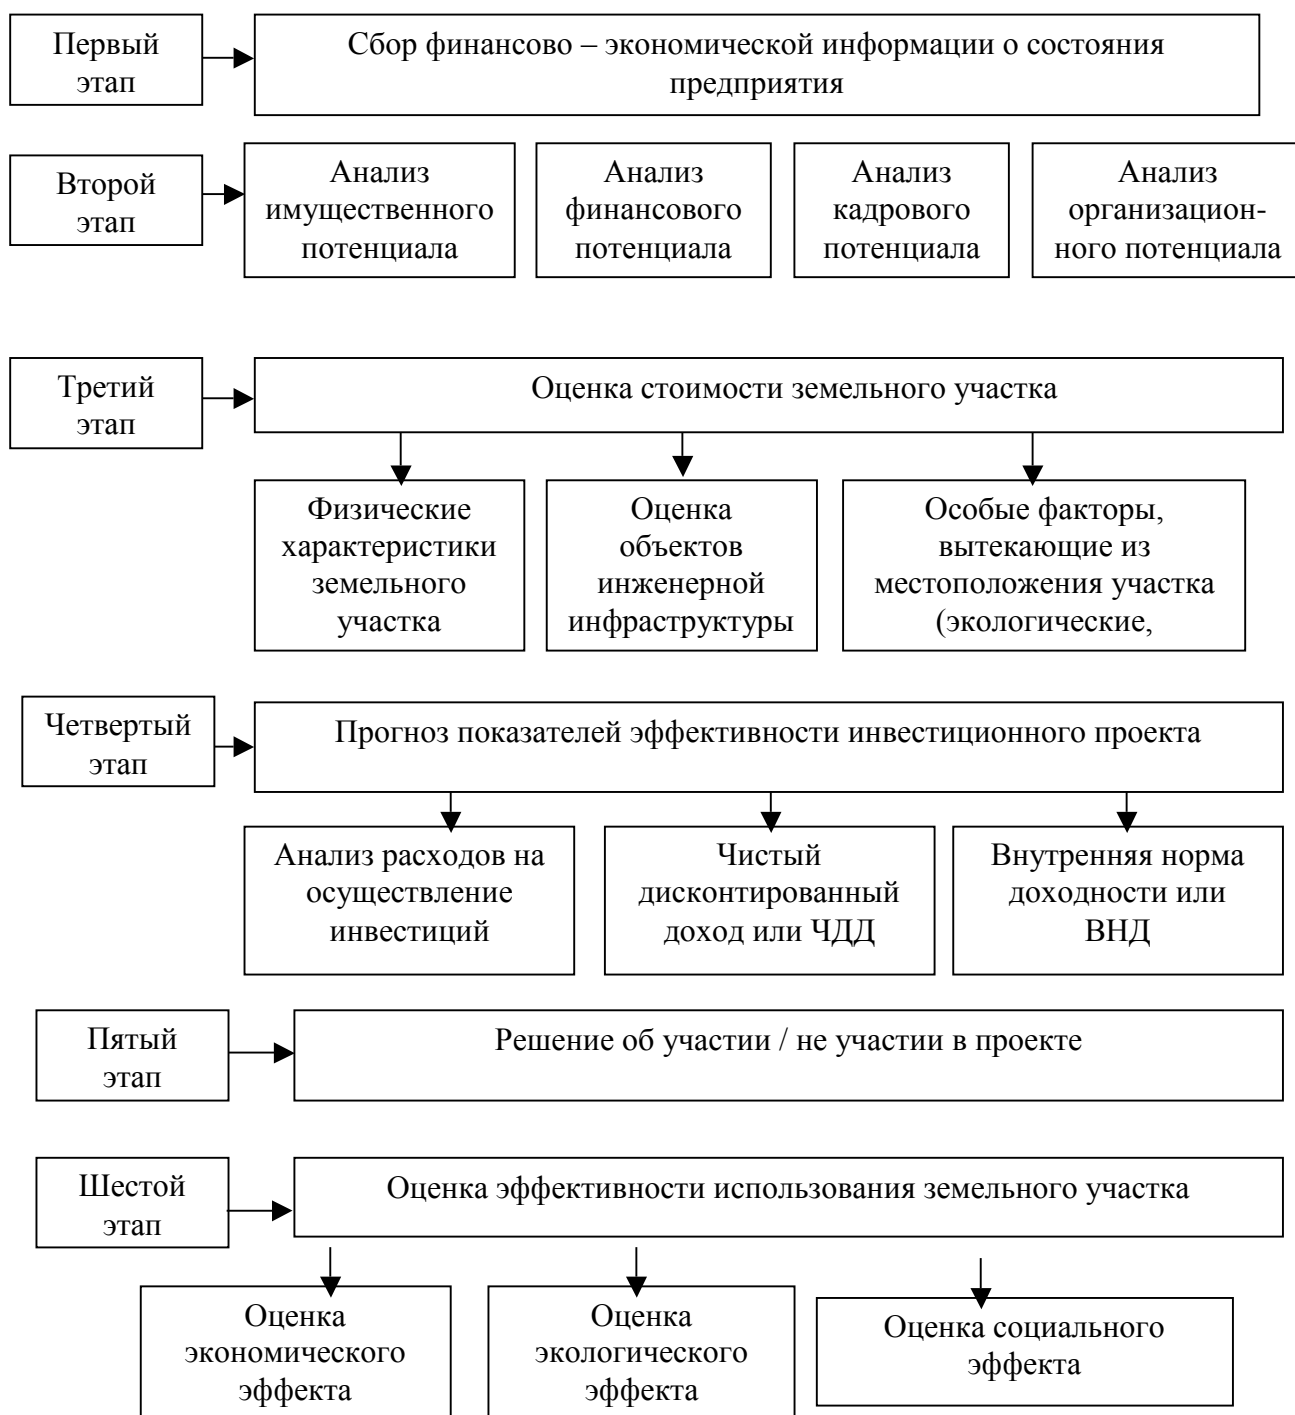 Первый
этап
Сбор финансово – экономической информации о состояния
предприятия
Второй
этап
Анализ
имущественного
потенциала
Анализ
финансового
потенциала
Анализ
кадрового
потенциала
Анализ
организацион-
ного потенциала
Третий
этап
Оценка стоимости земельного участка
Физические
характеристики
земельного
участка
Оценка
объектов
инженерной
инфраструктуры
Особые факторы,
вытекающие из
местоположения участка
(экологические,
Четвертый
этап
Прогноз показателей эффективности инвестиционного проекта
Анализ расходов на
осуществление
инвестиций
Чистый
дисконтированный
доход или ЧДД
Внутренняя норма
доходности или
ВНД
Пятый
этап
Решение об участии / не участии в проекте
Шестой
этап
Оценка эффективности использования земельного участка
Оценка
экономического
эффекта
Оценка
экологического
эффекта
Оценка социального
эффекта